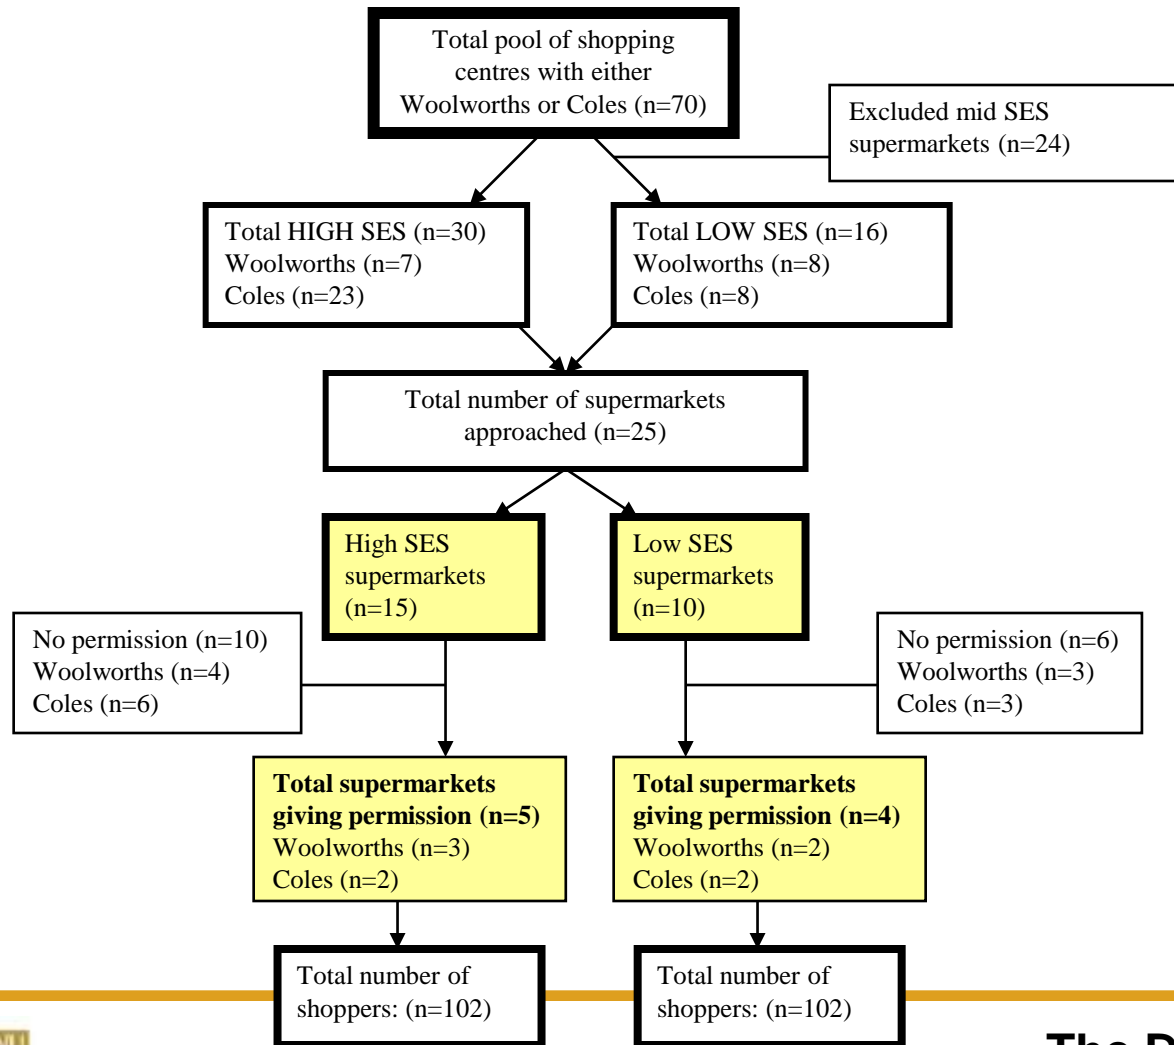 Total pool of shopping
centres with either
Woolworths or Coles (n=70)
Excluded mid SES
supermarkets (n=24)
Total HIGH SES (n=30)
Woolworths (n=7)
Coles (n=23)
Total LOW SES (n=16)
Woolworths (n=8)
Coles (n=8)
Total number of supermarkets
approached (n=25)
High SES
supermarkets
(n=15)
Low SES
supermarkets
(n=10)
No permission (n=10)
Woolworths (n=4)
Coles (n=6)
No permission (n=6)
Woolworths (n=3)
Coles (n=3)
Total supermarkets
giving permission (n=5)
Woolworths (n=3)
Coles (n=2)
Total supermarkets
giving permission (n=4)
Woolworths (n=2)
Coles (n=2)
Total number of
shoppers: (n=102)
Total number of
shoppers: (n=102)